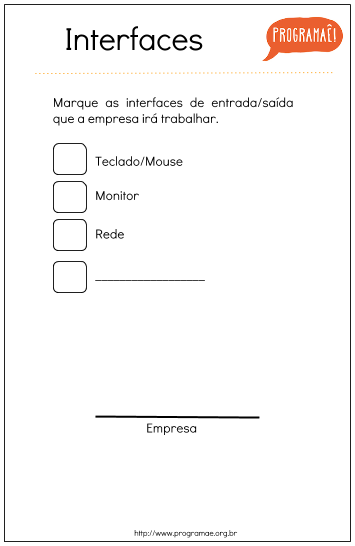 Interfaces
PROGRAMAÊ!
Marque as interfaces de entrada/saída
que a empresa irá trabalhar.
Teclado/Mouse
Monitor
Rede
__________________
Empresa
http://www.programae.org.br